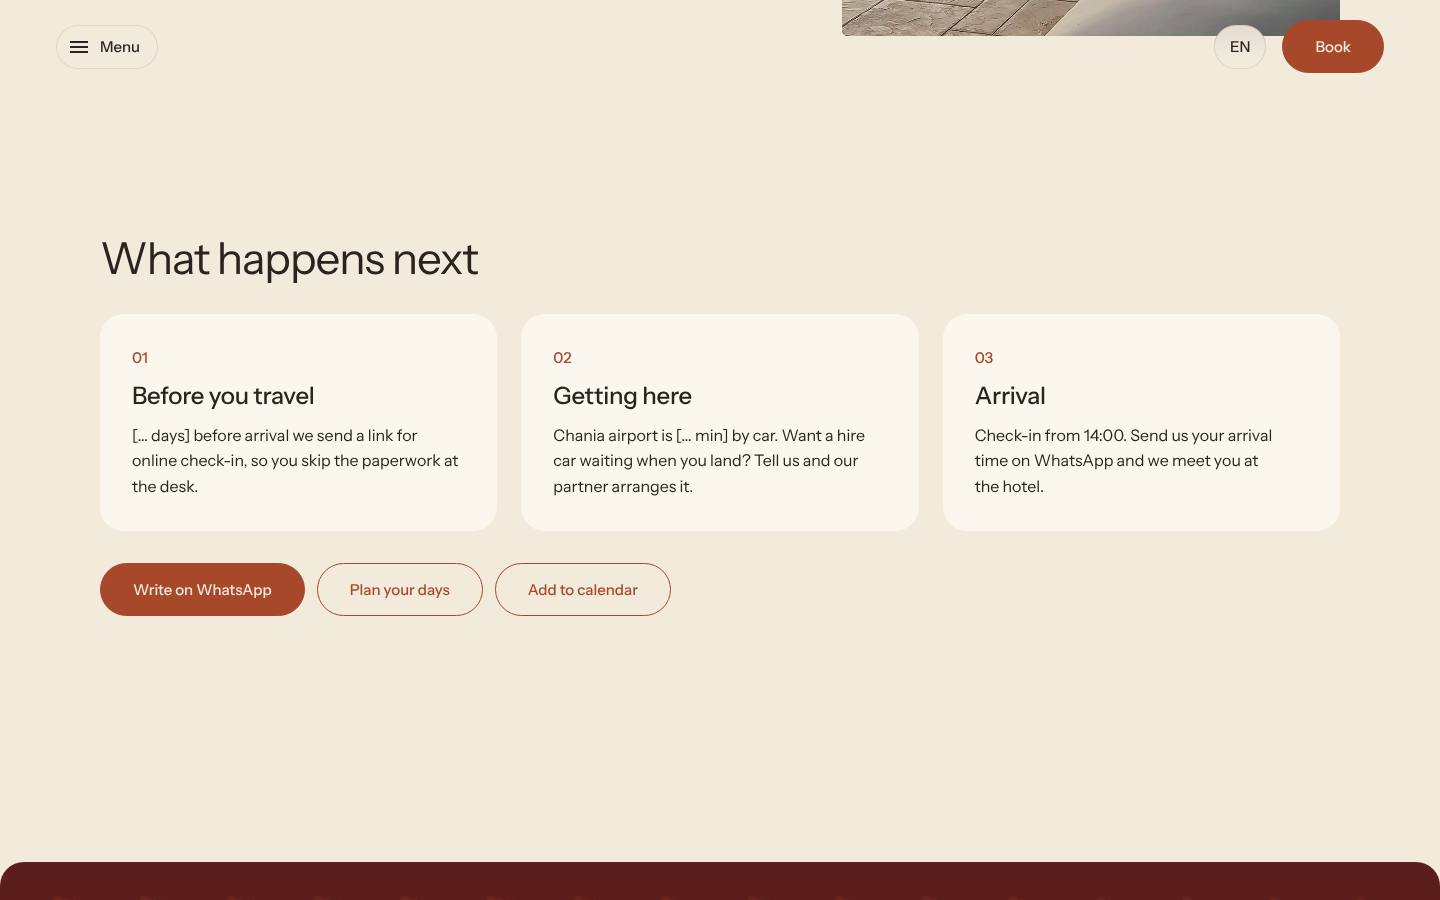 Menu
EN
Book
What happens next
01
Before you travel
[... days] before arrival we send a link for
online check-in, so you skip the paperwork at
the desk.
02
Getting here
Chania airport is [... min] by car. Want a hire
car waiting when you land? Tell us and our
partner arranges it.
03
Arrival
Check-in from 14:00. Send us your arrival
time on WhatsApp and we meet you at
the hotel.
Write on WhatsApp
Plan your days
Add to calendar